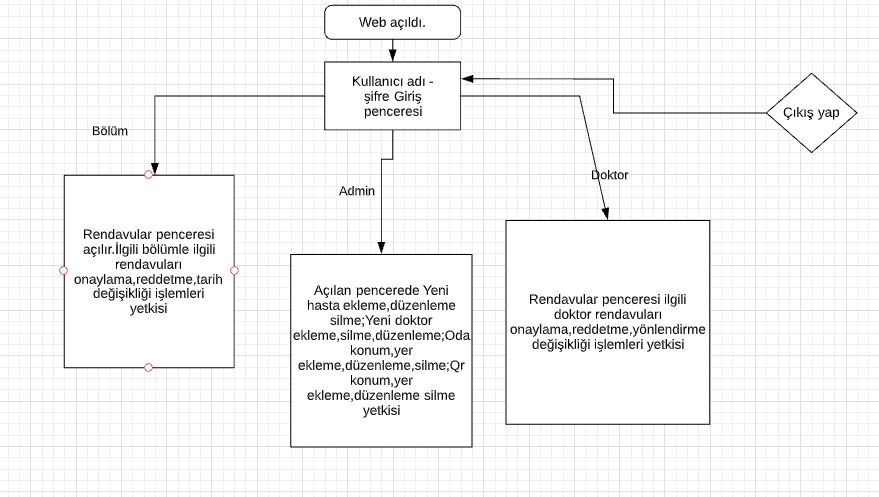 Web açıldı.
Kullanıcı adı -
şifre Giriş
penceresi
Çıkış yap
Bölüm
Admin
Doktor
Rendavular penceresi
açılır.İlgili bölümle ilgili
rendavuları
onaylama,reddetme,tarih
değişikliği işlemleri
yetkisi
Açılan pencerede Yeni
hasta ekleme,düzenleme
silme;Yeni doktor
ekleme,silme,düzenleme;Oda
konum,yer
ekleme,düzenleme,silme;Qr
konum,yer
ekleme,düzenleme silme
yetkisi
Rendavular penceresi ilgili
doktor rendavuları
onaylama,reddetme,yönlendirme
değişikliği işlemleri yetkisi